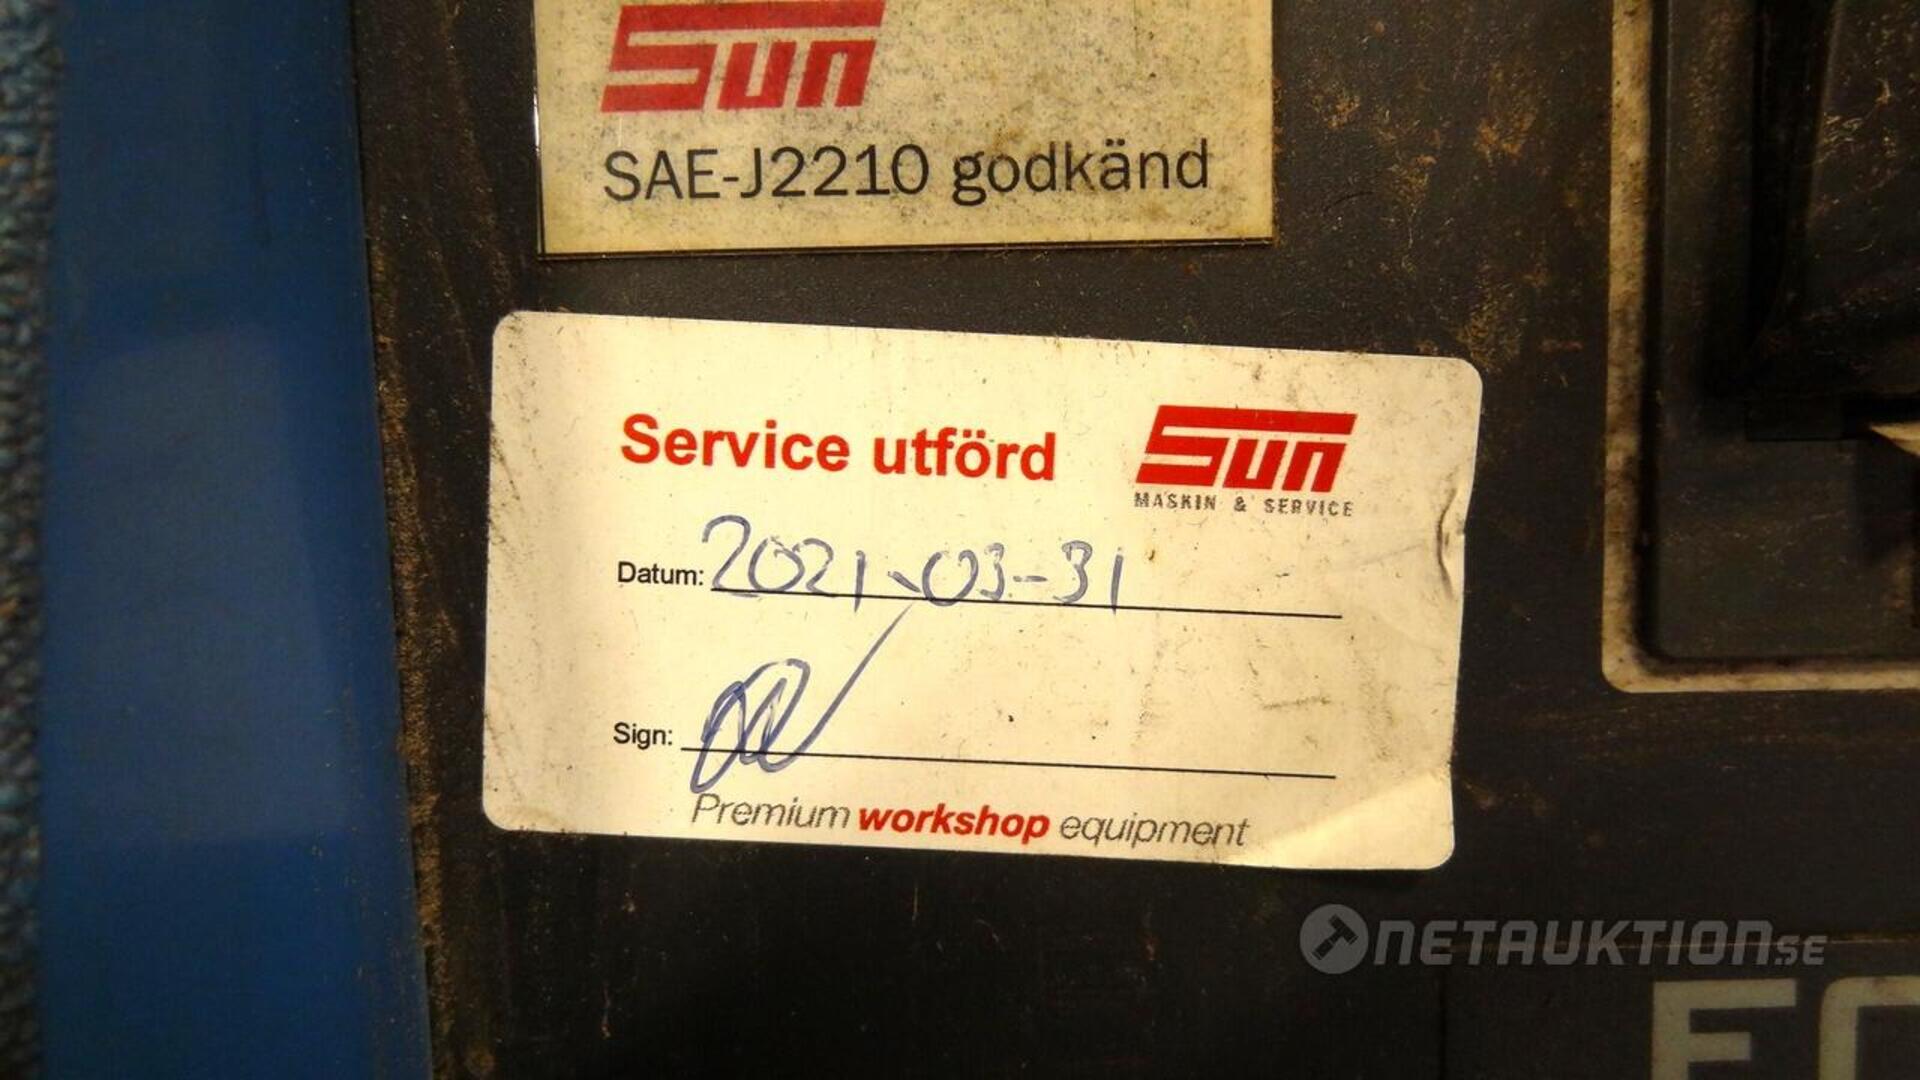 Sun
SAE-J2210 godkänd
Service utförd
Sun
MASKIN & SERVICE
Datum: 2021-03-31
Sign:
Premium workshop equipment
NETAUKTION.SE